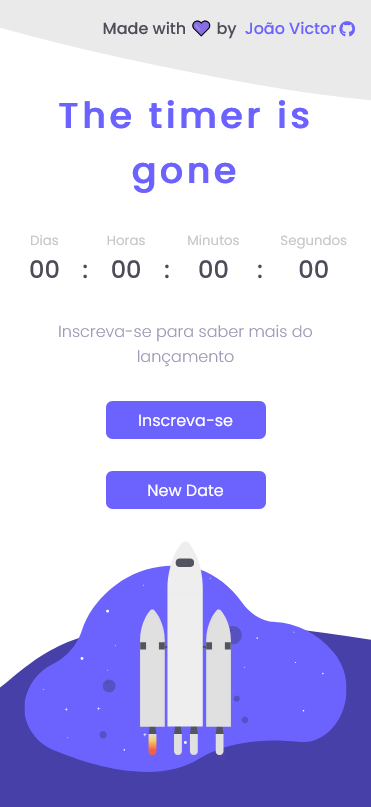 Made with by João Victor
The timer is
gone
Dias Horas Minutos Segundos
00 : 00 : 00 : 00
Inscreva-se para saber mais do
lançamento
Inscreva-se
New Date